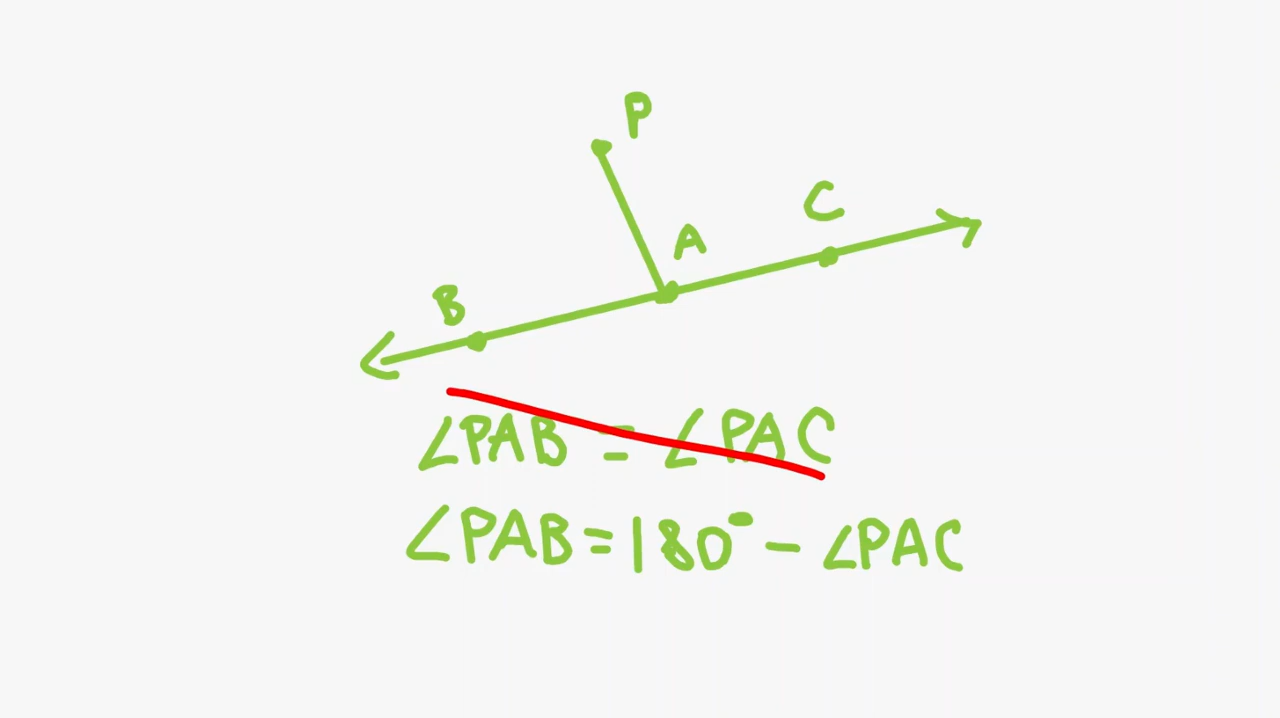 P
C
A
B
∠PAB = ∠PAC
∠PAB = 180° - ∠PAC